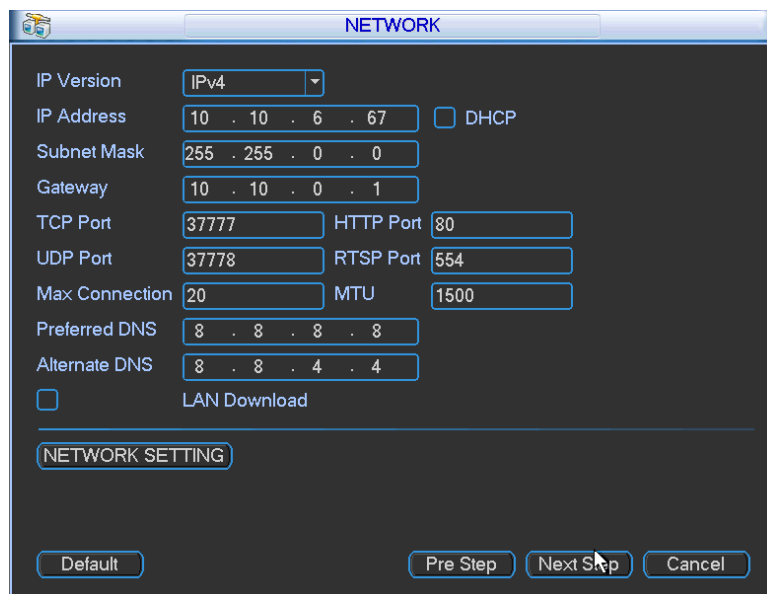 NETWORK
IP Version IPv4
IP Address 10 . 10 . 6 . 67 DHCP
Subnet Mask 255 . 255 . 0 . 0
Gateway 10 . 10 . 0 . 1
TCP Port 37777 HTTP Port 80
UDP Port 37778 RTSP Port 554
Max Connection 20 MTU 1500
Preferred DNS 8 . 8 . 8 . 8
Alternate DNS 8 . 8 . 4 . 4
LAN Download
NETWORK SETTING
Default Pre Step Next Step Cancel